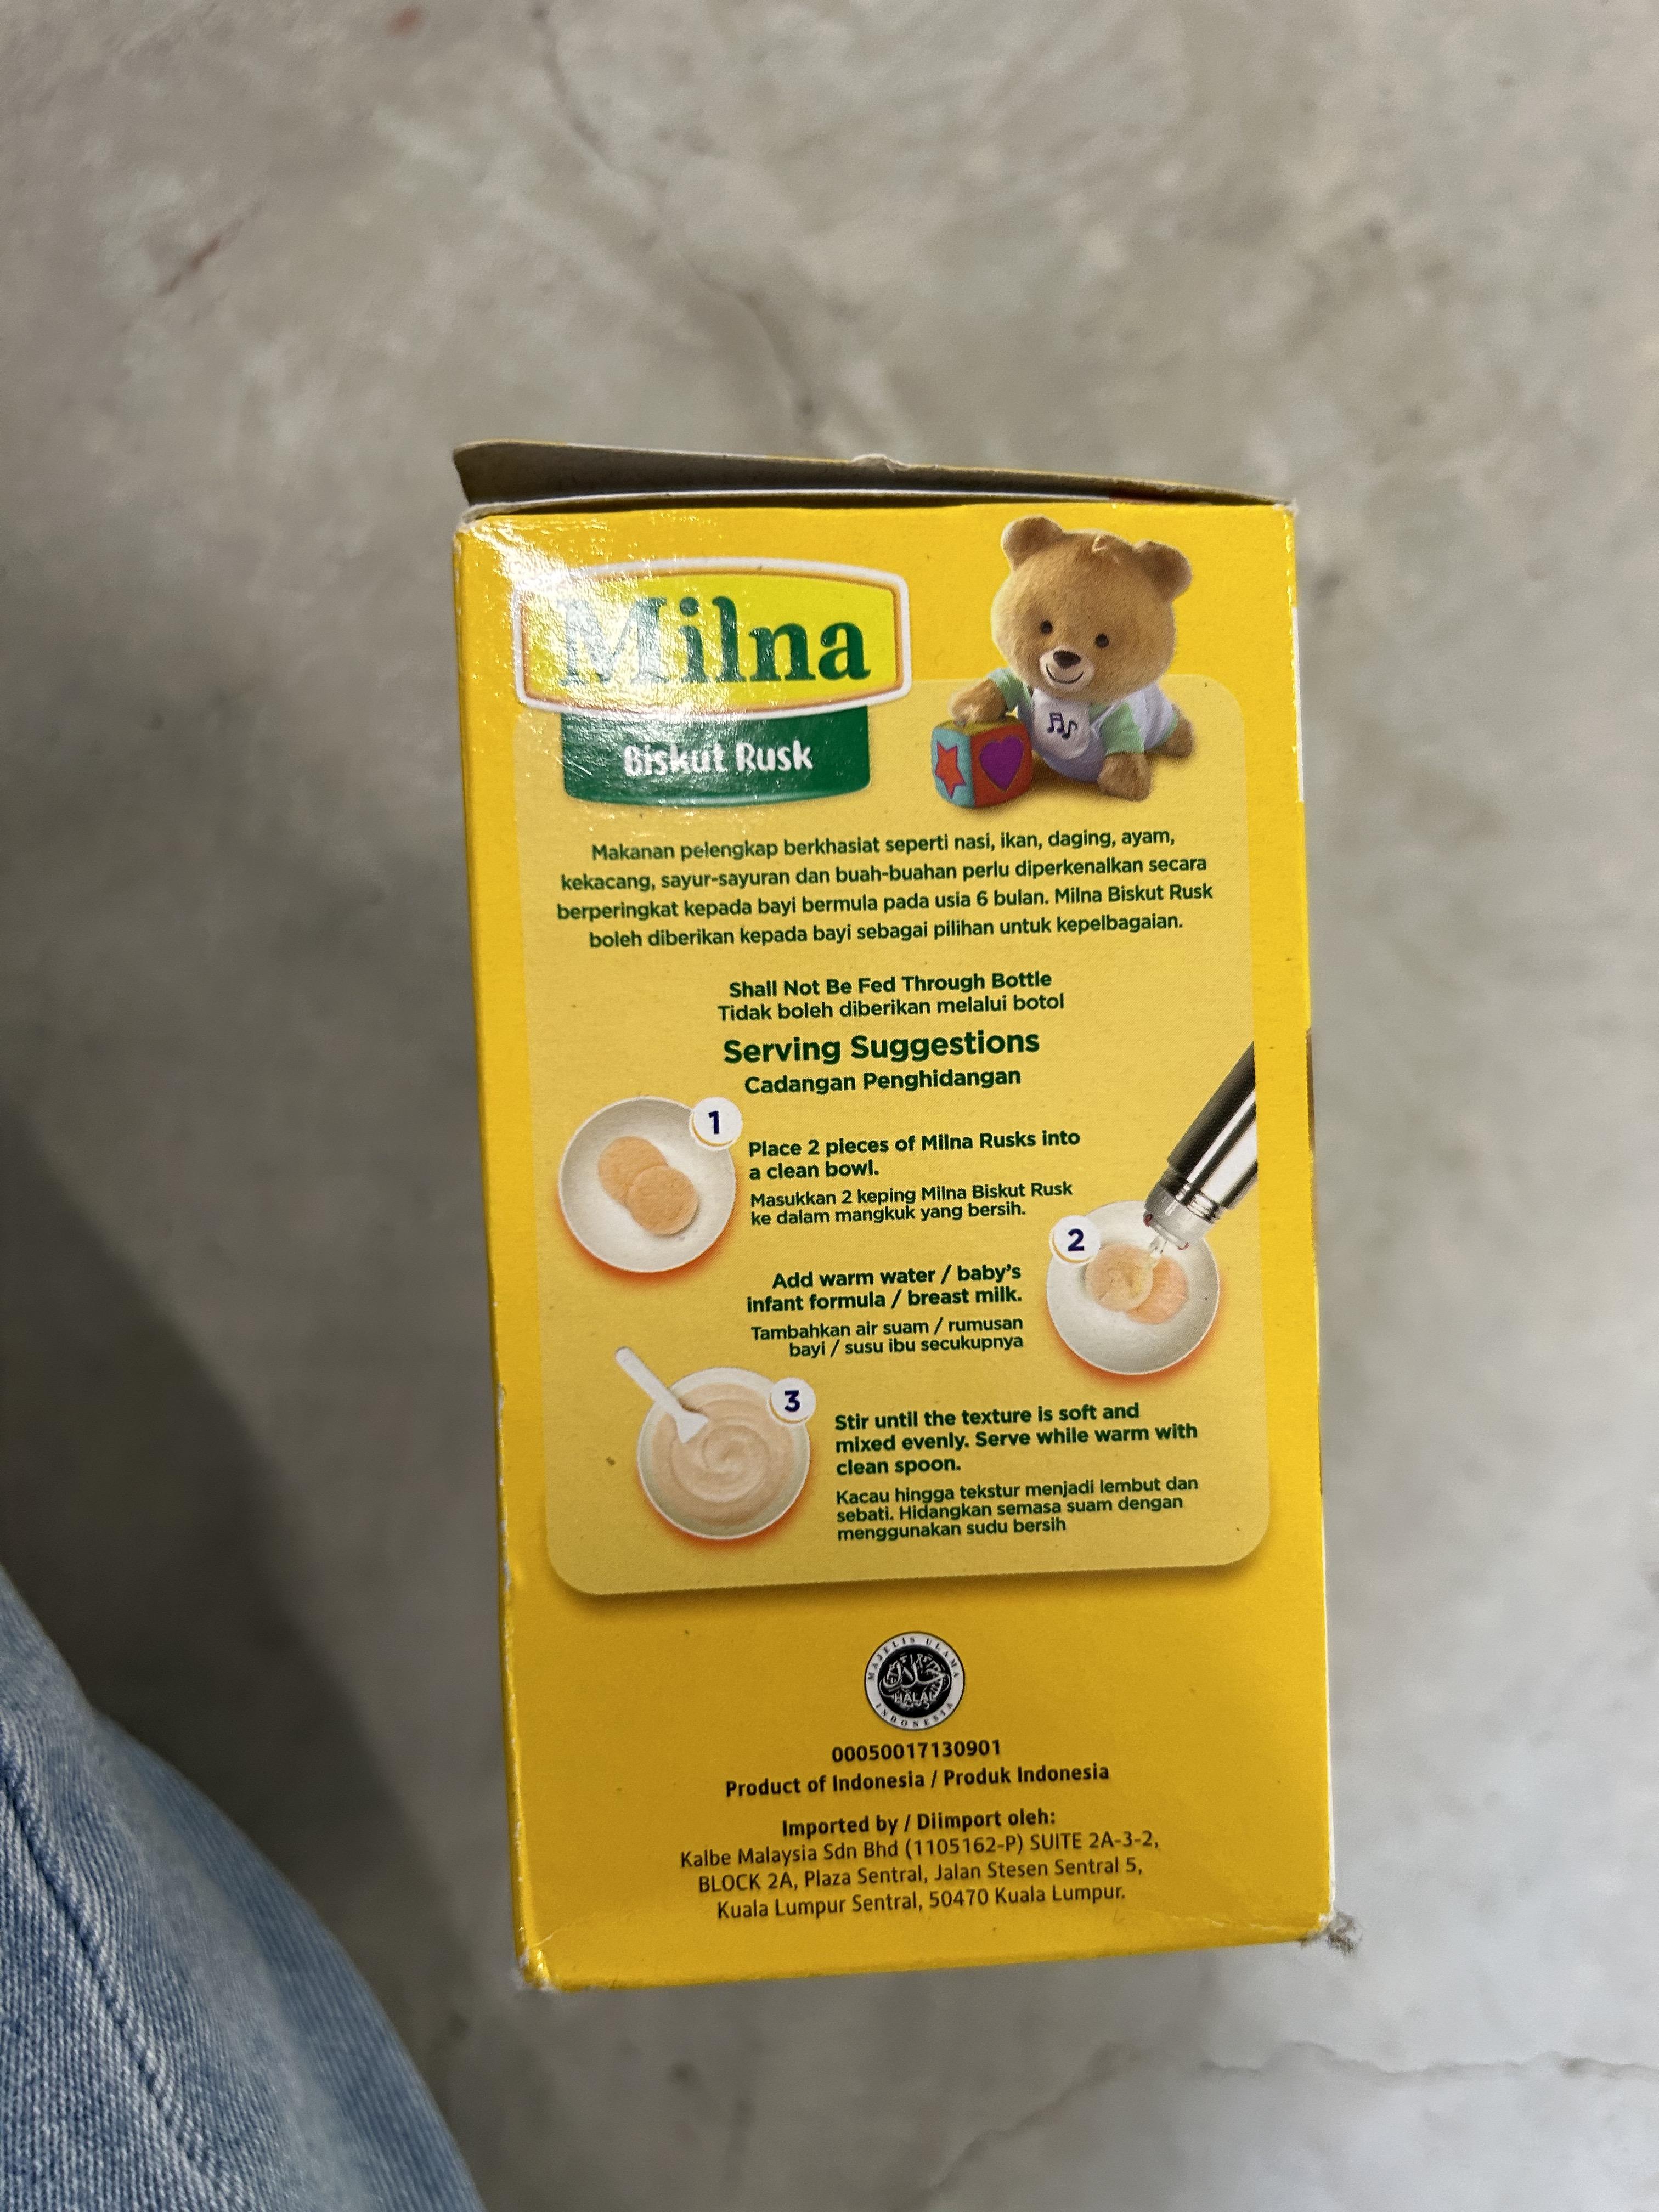 Milna
Biskut Rusk
Makanan pelengkap berkhasiat seperti nasi, ikan, daging, ayam,
kekacang, sayur-sayuran dan buah-buahan perlu diperkenalkan secara
berperingkat kepada bayi bermula pada usia 6 bulan. Milna Biskut Rusk
boleh diberikan kepada bayi sebagai pilihan untuk kepelbagaian.
Shall Not Be Fed Through Bottle
Tidak boleh diberikan melalui botol
Serving Suggestions
Cadangan Penghidangan
1
Place 2 pieces of Milna Rusks into
a clean bowl.
Masukkan 2 keping Milna Biskut Rusk
ke dalam mangkuk yang bersih.
2
Add warm water / baby's
infant formula / breast milk.
Tambahkan air suam / rumusan
bayi / susu ibu secukupnya
3
Stir until the texture is soft and
mixed evenly. Serve while warm with
clean spoon.
Kacau hingga tekstur menjadi lembut dan
sebati. Hidangkan semasa suam dengan
menggunakan sudu bersih
MAJELIS ULAMA
حلال
HALAL
INDONESIA
00050017130901
Product of Indonesia / Produk Indonesia
Imported by / Diimport oleh:
Kalbe Malaysia Sdn Bhd (1105162-P) SUITE 2A-3-2,
BLOCK 2A, Plaza Sentral, Jalan Stesen Sentral 5,
Kuala Lumpur Sentral, 50470 Kuala Lumpur.